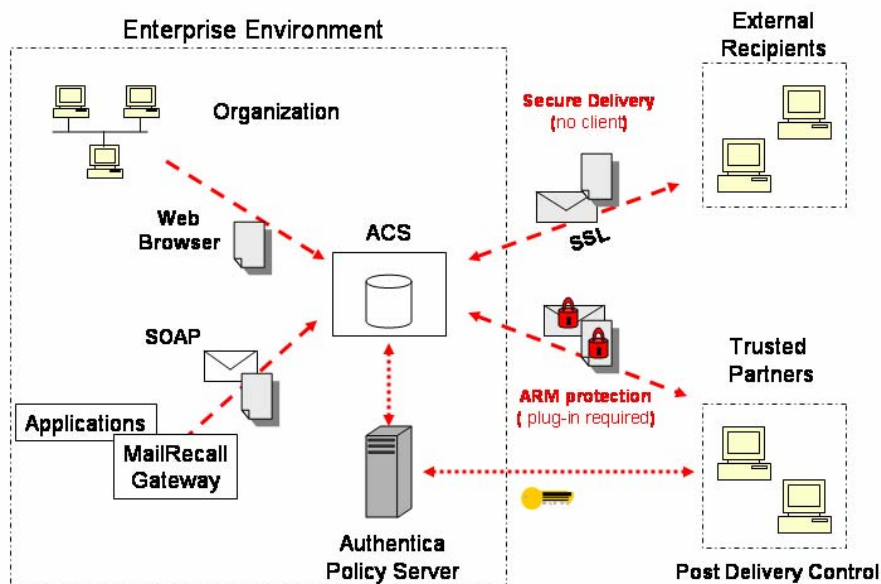 Enterprise Environment
External
Recipients
Organization
Secure Delivery
(no client)
Web
Browser
ACS
SSL
SOAP
Trusted
Partners
ARM protection
( plug-in required)
Applications
MailRecall
Gateway
Authentica
Policy Server
Post Delivery Control